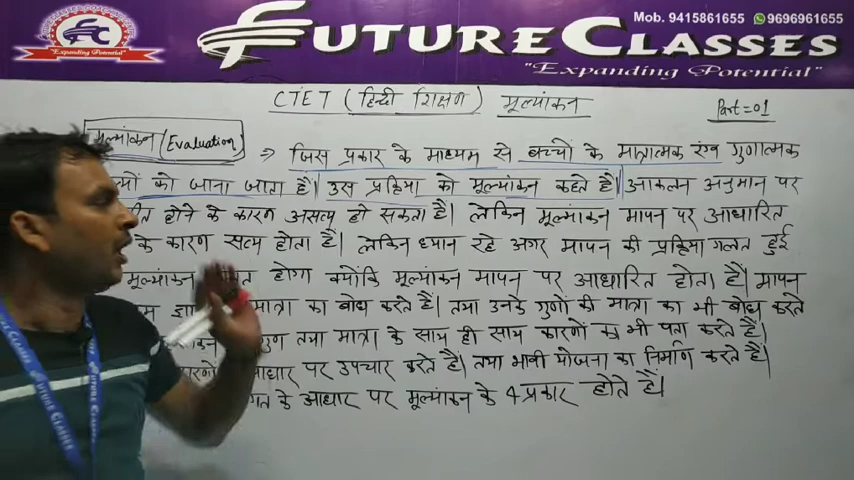 Mob. 9415861655 9696961655
FUTURE CLASSES
"Expanding Potential"
FC
Expanding Potential
CTET (हिन्दी शिक्षण) मूल्यांकन
Part=01
मूल्यांकन/Evaluation
⇒ जिस प्रकार के माध्यम से बच्चों के मात्रात्मक एंव गुणात्मक
को जाना जाता है। उस प्रक्रिया को मूल्यांकन कहते है। आकलन अनुमान पर
होने के कारण असत्य हो सकता है। लेकिन मूल्यांकन मापन पर आधारित
के कारण सत्य होता है। लेकिन ध्यान रहे अगर मापन की प्रक्रिया गलत हुई
मूल्यांकन होगा क्योंकि मूल्यांकन मापन पर आधारित होता है। मापन
मात्रा का बोध करते है। तथा उनके गुणों की मात्रा का भी बोध करते
गुण तथा मात्रा के साथ ही साथ कारणों का भी पता करते है।
आधार पर उपचार करते है। तथा भावी योजना का निर्माण करते है।
के आधार पर मूल्यांकन के 4 प्रकार होते है।
FUTURE CLASSES